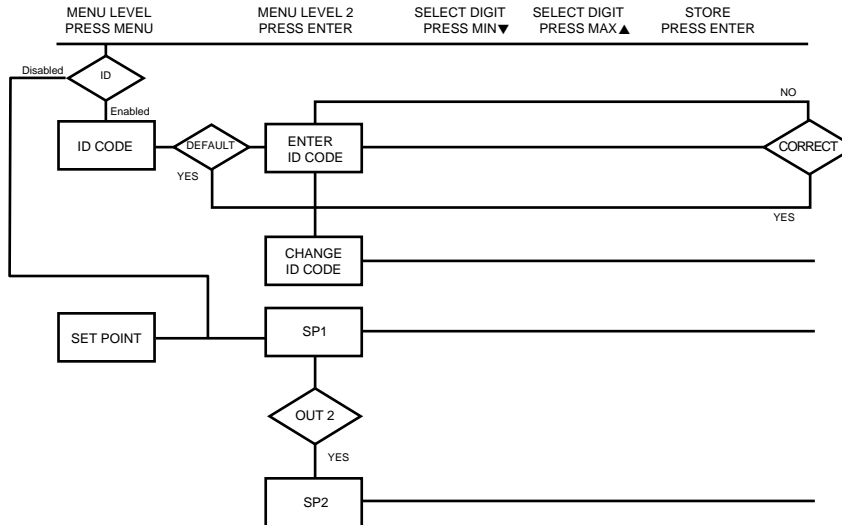 MENU LEVEL
PRESS MENU
MENU LEVEL 2
PRESS ENTER
SELECT DIGIT
PRESS MIN▼
SELECT DIGIT
PRESS MAX▲
STORE
PRESS ENTER
Disabled
ID
Enabled
NO
ID CODE
DEFAULT
ENTER
ID CODE
CORRECT
YES
YES
CHANGE
ID CODE
SET POINT
SP1
OUT 2
YES
SP2